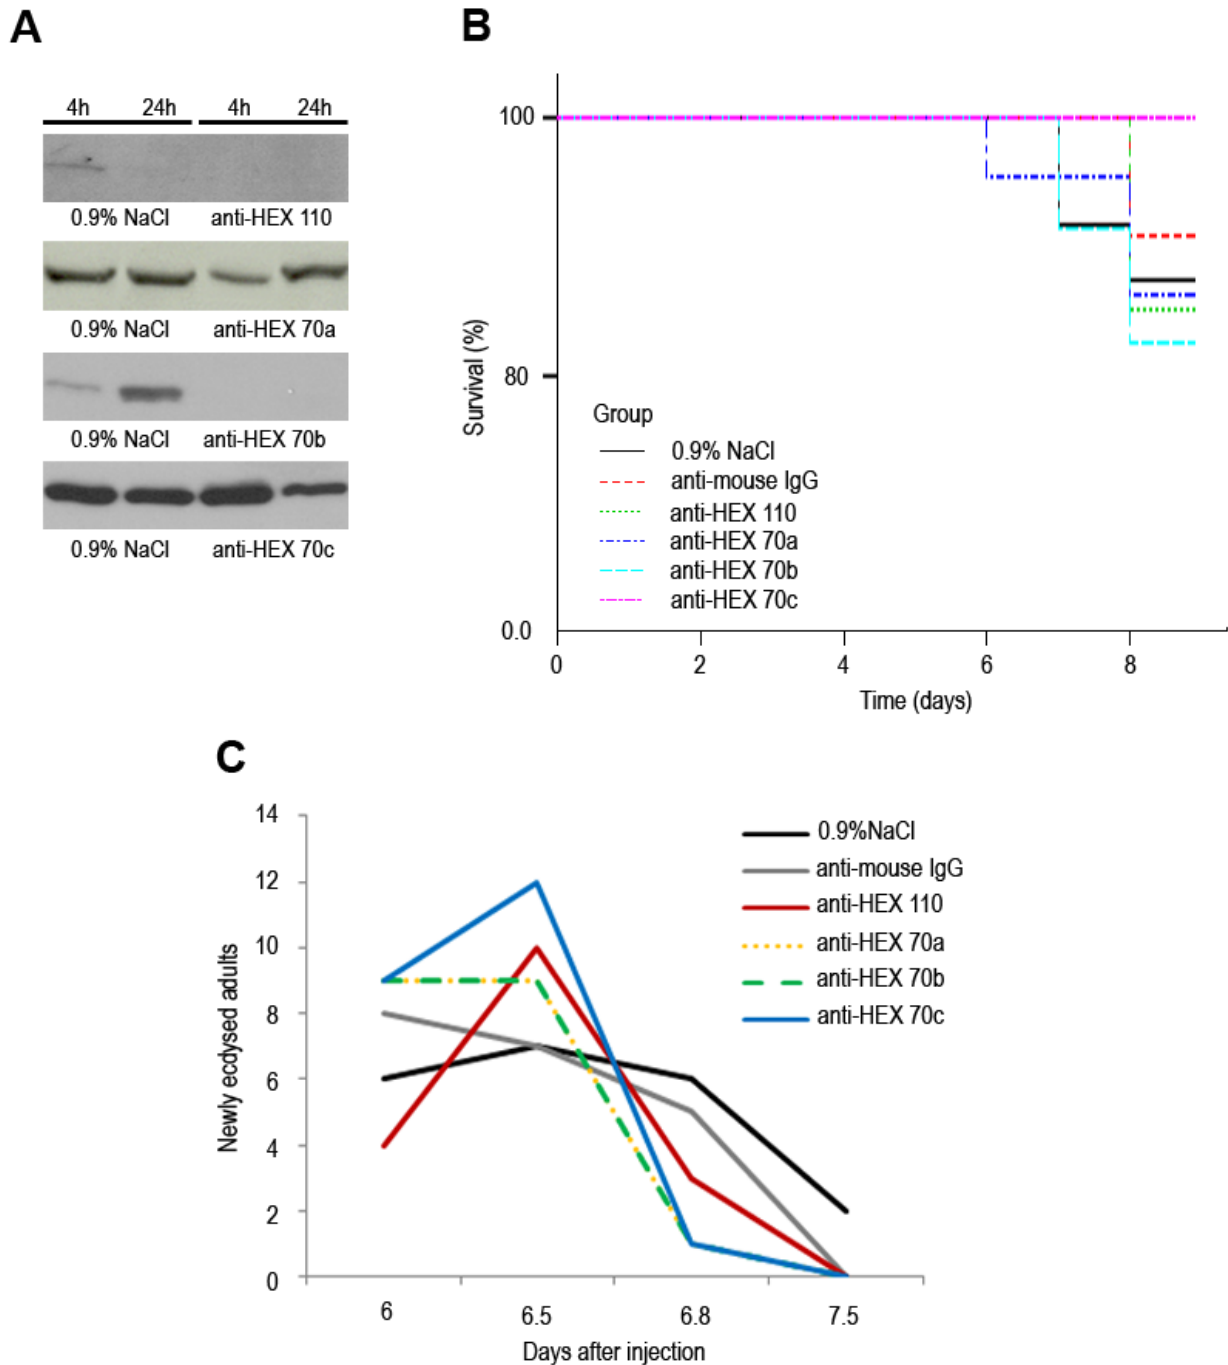 A
4h 24h 4h 24h
0.9% NaCl anti-HEX 110
0.9% NaCl anti-HEX 70a
0.9% NaCl anti-HEX 70b
0.9% NaCl anti-HEX 70c
B
100
80
0.0
Survival (%)
Group
0.9% NaCl
anti-mouse IgG
anti-HEX 110
anti-HEX 70a
anti-HEX 70b
anti-HEX 70c
0 2 4 6 8
Time (days)
C
14
12
10
8
6
4
2
0
Newly ecdysed adults
0.9%NaCl
anti-mouse IgG
anti-HEX 110
anti-HEX 70a
anti-HEX 70b
anti-HEX 70c
6 6.5 6.8 7.5
Days after injection